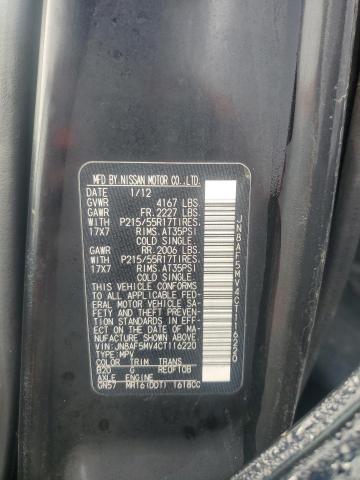 MFD BY NISSAN MOTOR CO.,LTD.
DATE 1/12
GVWR 4167 LBS
GAWR FR. 2227 LBS.
WITH P215/55R17TIRES,
17X7 RIMS. AT35PSI
COLD SINGLE.
GAWR RR. 2006 LBS.
WITH P215/55R17TIRES,
17X7 RIMS. AT35PSI
COLD SINGLE.
THIS VEHICLE CONFORMS
TO ALL APPLICABLE FED-
ERAL MOTOR VEHICLE SA-
FETY AND THEFT PREVEN-
TION STANDARDS IN EFF-
ECT ON THE DATE OF MA-
NUFACTURE SHOWN ABOVE.
VIN:JN8AF5MV4CT116220
TYPE:MPV
COLOR TRIM TRANS
B20 G RE0F10B
AXLE ENGINE
GN57 MR16(DDT) 1618CC
JN8AF5MV4CT116220